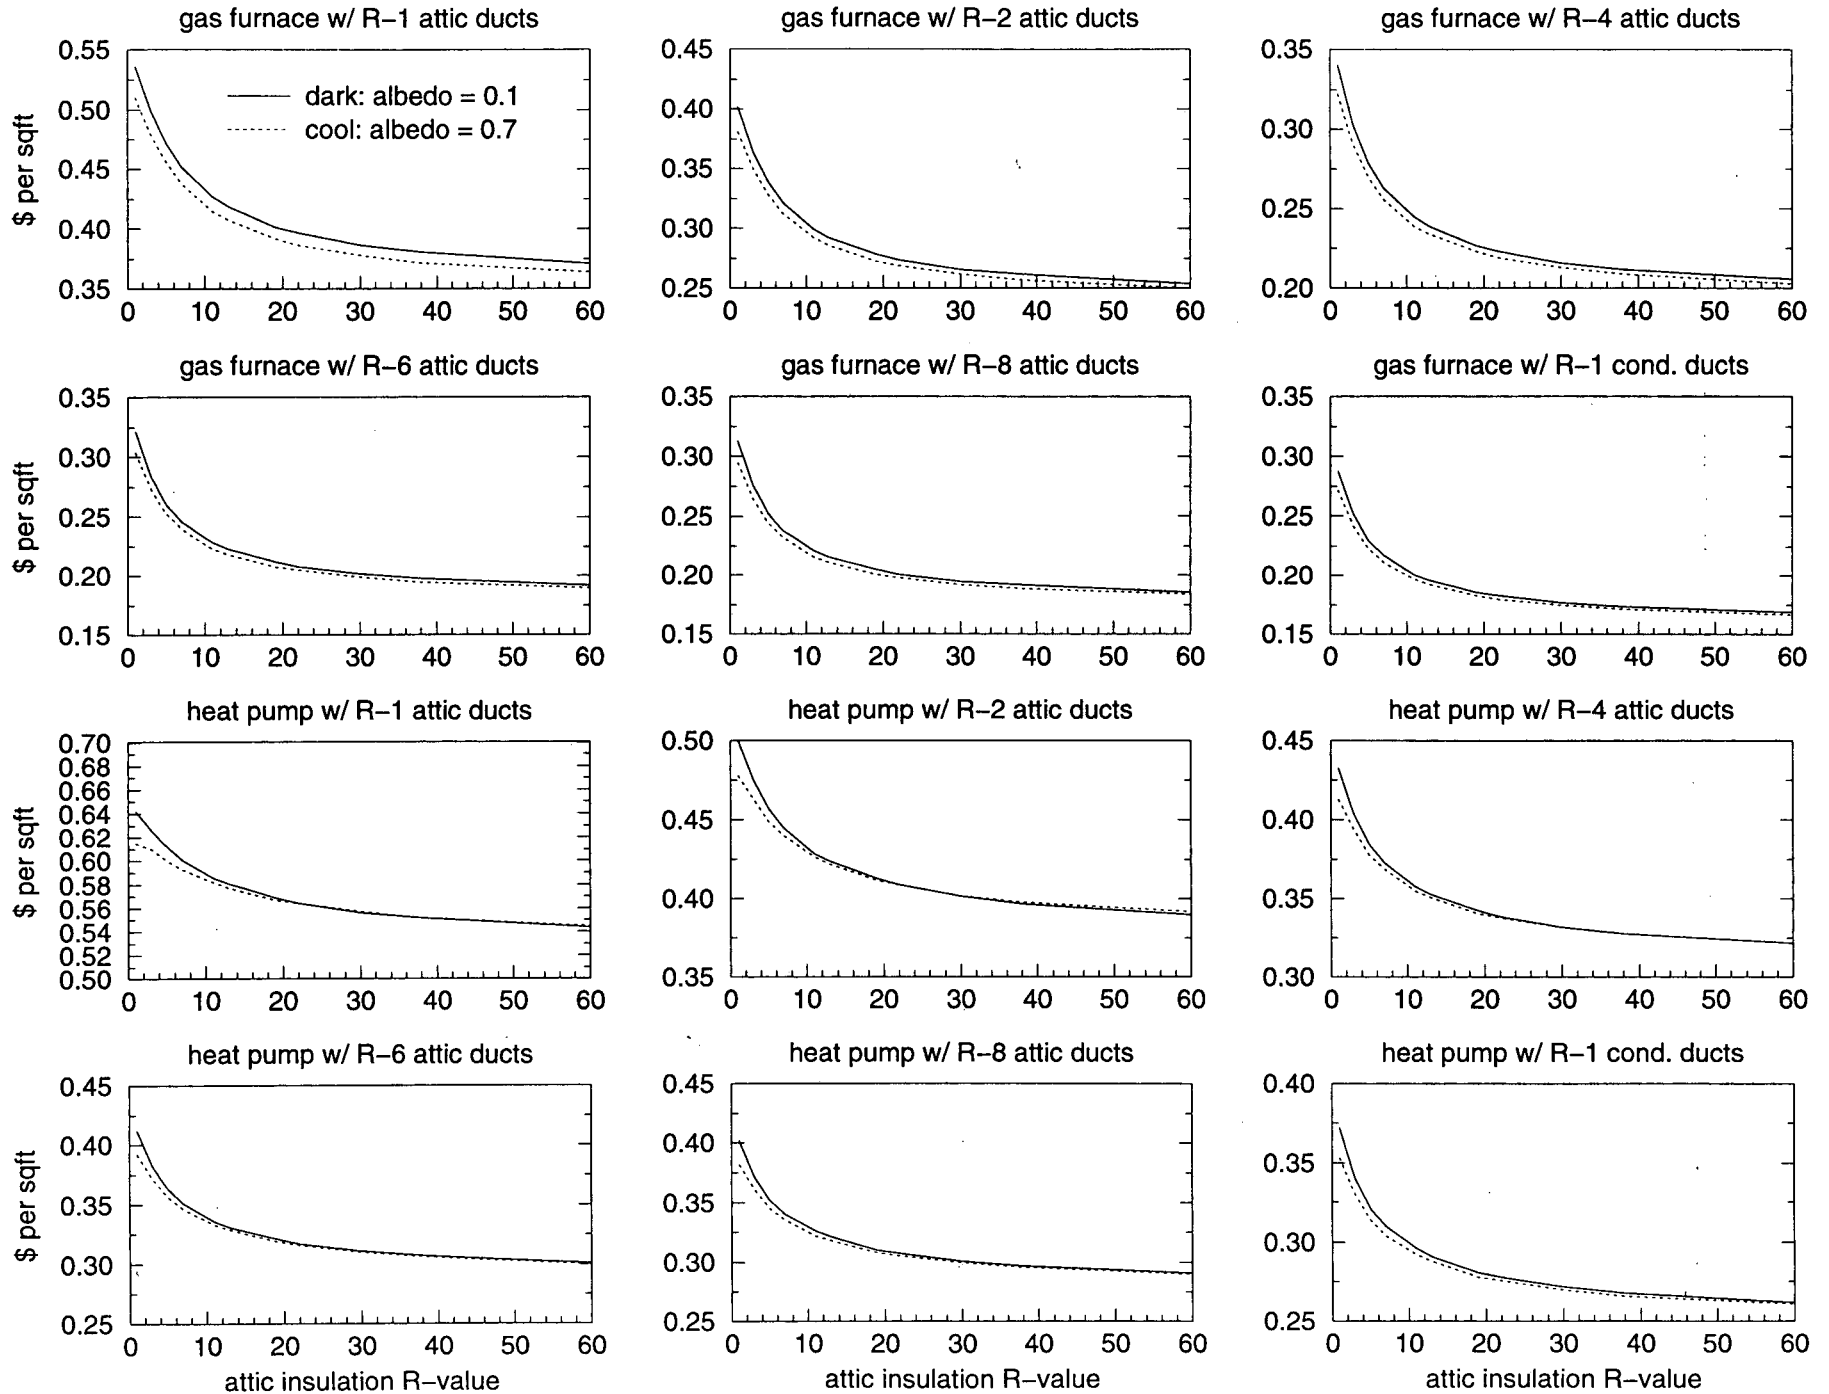 gas furnace w/ R-1 attic ducts
0.55
0.50
0.45
0.40
0.35
$ per sqft
dark: albedo = 0.1
cool: albedo = 0.7
0 10 20 30 40 50 60
gas furnace w/ R-2 attic ducts
0.45
0.40
0.35
0.30
0.25
0 10 20 30 40 50 60
gas furnace w/ R-4 attic ducts
0.35
0.30
0.25
0.20
0 10 20 30 40 50 60
gas furnace w/ R-6 attic ducts
0.35
0.30
0.25
0.20
0.15
$ per sqft
0 10 20 30 40 50 60
gas furnace w/ R-8 attic ducts
0.35
0.30
0.25
0.20
0.15
0 10 20 30 40 50 60
gas furnace w/ R-1 cond. ducts
0.35
0.30
0.25
0.20
0.15
0 10 20 30 40 50 60
heat pump w/ R-1 attic ducts
0.70
0.68
0.66
0.64
0.62
0.60
0.58
0.56
0.54
0.52
0.50
$ per sqft
0 10 20 30 40 50 60
heat pump w/ R-2 attic ducts
0.50
0.45
0.40
0.35
0 10 20 30 40 50 60
heat pump w/ R-4 attic ducts
0.45
0.40
0.35
0.30
0 10 20 30 40 50 60
heat pump w/ R-6 attic ducts
0.45
0.40
0.35
0.30
0.25
$ per sqft
0 10 20 30 40 50 60
attic insulation R-value
heat pump w/ R-8 attic ducts
0.45
0.40
0.35
0.30
0.25
0 10 20 30 40 50 60
attic insulation R-value
heat pump w/ R-1 cond. ducts
0.40
0.35
0.30
0.25
0 10 20 30 40 50 60
attic insulation R-value